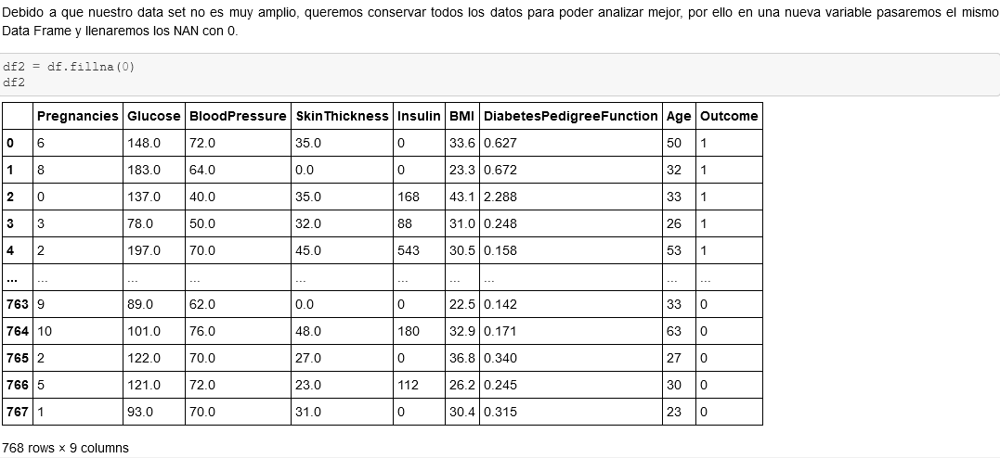 Debido a que nuestro data set no es muy amplio, queremos conservar todos los datos para poder analizar mejor, por ello en una nueva variable pasaremos el mismo
Data Frame y llenaremos los NAN con 0.
df2 = df.fillna(0)
df2
Pregnancies Glucose BloodPressure SkinThickness Insulin BMI DiabetesPedigreeFunction Age Outcome
0 6 148.0 72.0 35.0 0 33.6 0.627 50 1
1 8 183.0 64.0 0.0 0 23.3 0.672 32 1
2 0 137.0 40.0 35.0 168 43.1 2.288 33 1
3 3 78.0 50.0 32.0 88 31.0 0.248 26 1
4 2 197.0 70.0 45.0 543 30.5 0.158 53 1
... ... ... ... ... ... ... ... ... ...
763 9 89.0 62.0 0.0 0 22.5 0.142 33 0
764 10 101.0 76.0 48.0 180 32.9 0.171 63 0
765 2 122.0 70.0 27.0 0 36.8 0.340 27 0
766 5 121.0 72.0 23.0 112 26.2 0.245 30 0
767 1 93.0 70.0 31.0 0 30.4 0.315 23 0
768 rows × 9 columns